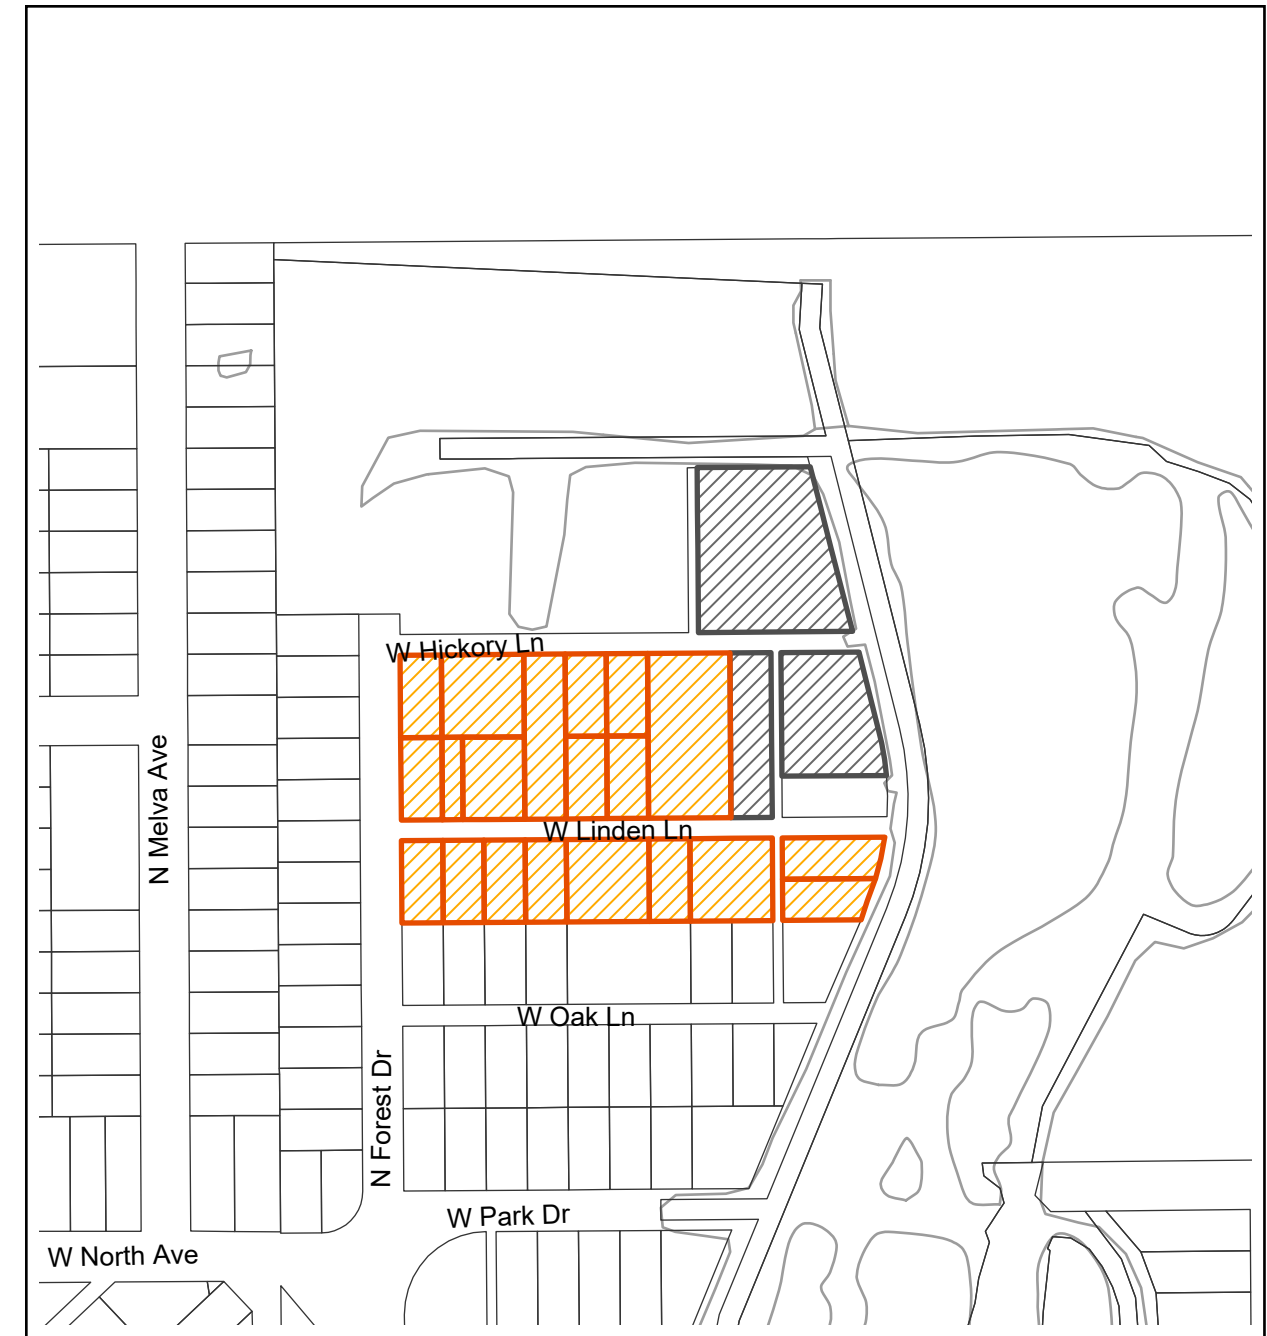 W Hickory Ln
N Melva Ave
W Linden Ln
W Oak Ln
N Forest Dr
W Park Dr
W North Ave